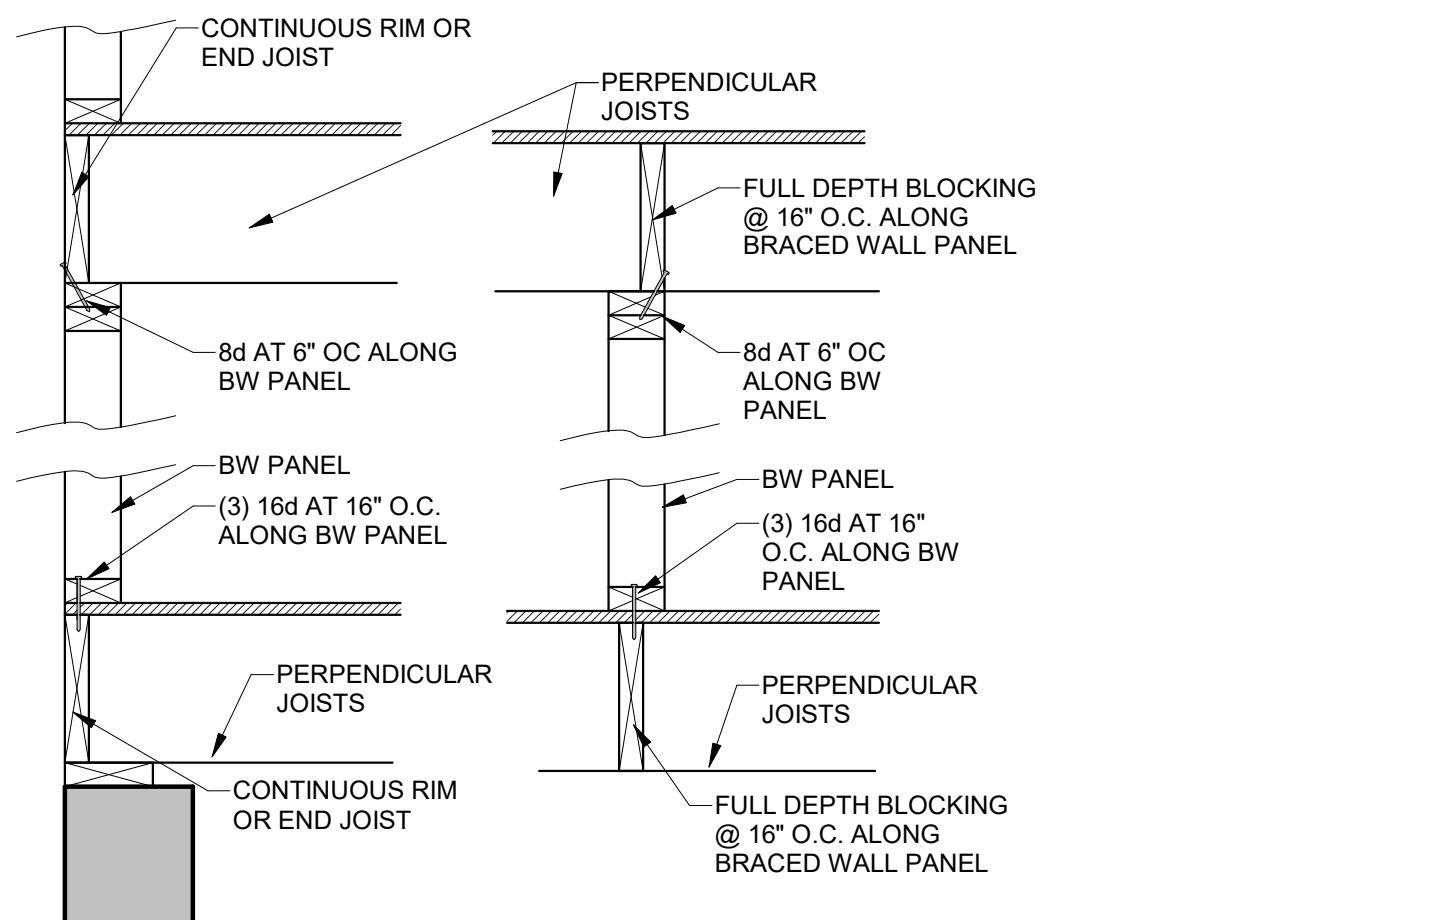 CONTINUOUS RIM OR
END JOIST
PERPENDICULAR
JOISTS
FULL DEPTH BLOCKING
@ 16" O.C. ALONG
BRACED WALL PANEL
8d AT 6" OC ALONG
BW PANEL
8d AT 6" OC
ALONG BW
PANEL
BW PANEL
(3) 16d AT 16" O.C.
ALONG BW PANEL
BW PANEL
(3) 16d AT 16"
O.C. ALONG BW
PANEL
PERPENDICULAR
JOISTS
PERPENDICULAR
JOISTS
CONTINUOUS RIM
OR END JOIST
FULL DEPTH BLOCKING
@ 16" O.C. ALONG
BRACED WALL PANEL